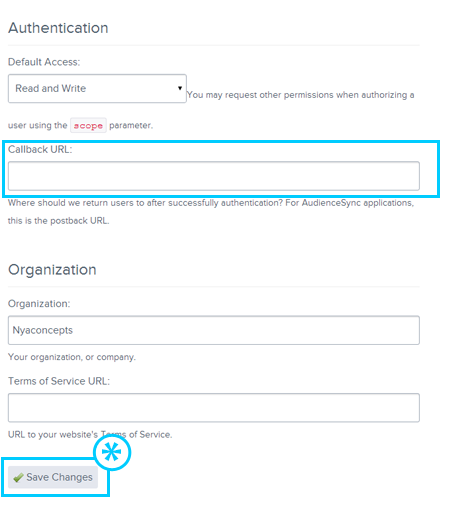 Authentication
Default Access:
Read and Write
You may request other permissions when authorizing a
user using the scope parameter.
Callback URL:
Where should we return users to after successfully authentication? For AudienceSync applications,
this is the postback URL.
Organization
Organization:
Nyaconcepts
Your organization, or company.
Terms of Service URL:
URL to your website's Terms of Service.
Save Changes